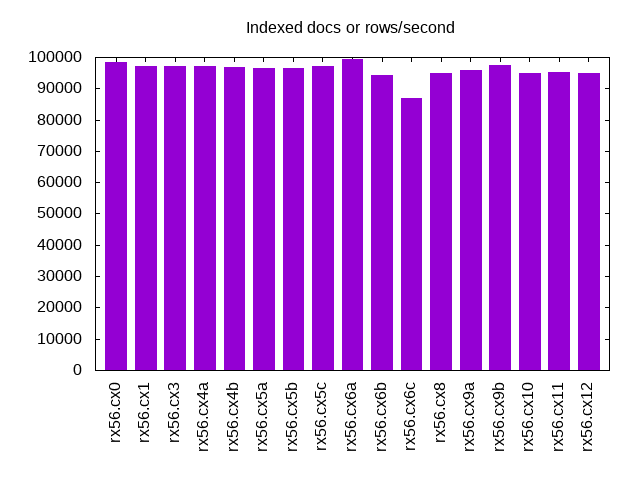 Indexed docs or rows/second
100000
90000
80000
70000
60000
50000
40000
30000
20000
10000
0
rx56.cx0
rx56.cx1
rx56.cx3
rx56.cx4a
rx56.cx4b
rx56.cx5a
rx56.cx5b
rx56.cx5c
rx56.cx6a
rx56.cx6b
rx56.cx6c
rx56.cx8
rx56.cx9a
rx56.cx9b
rx56.cx10
rx56.cx11
rx56.cx12